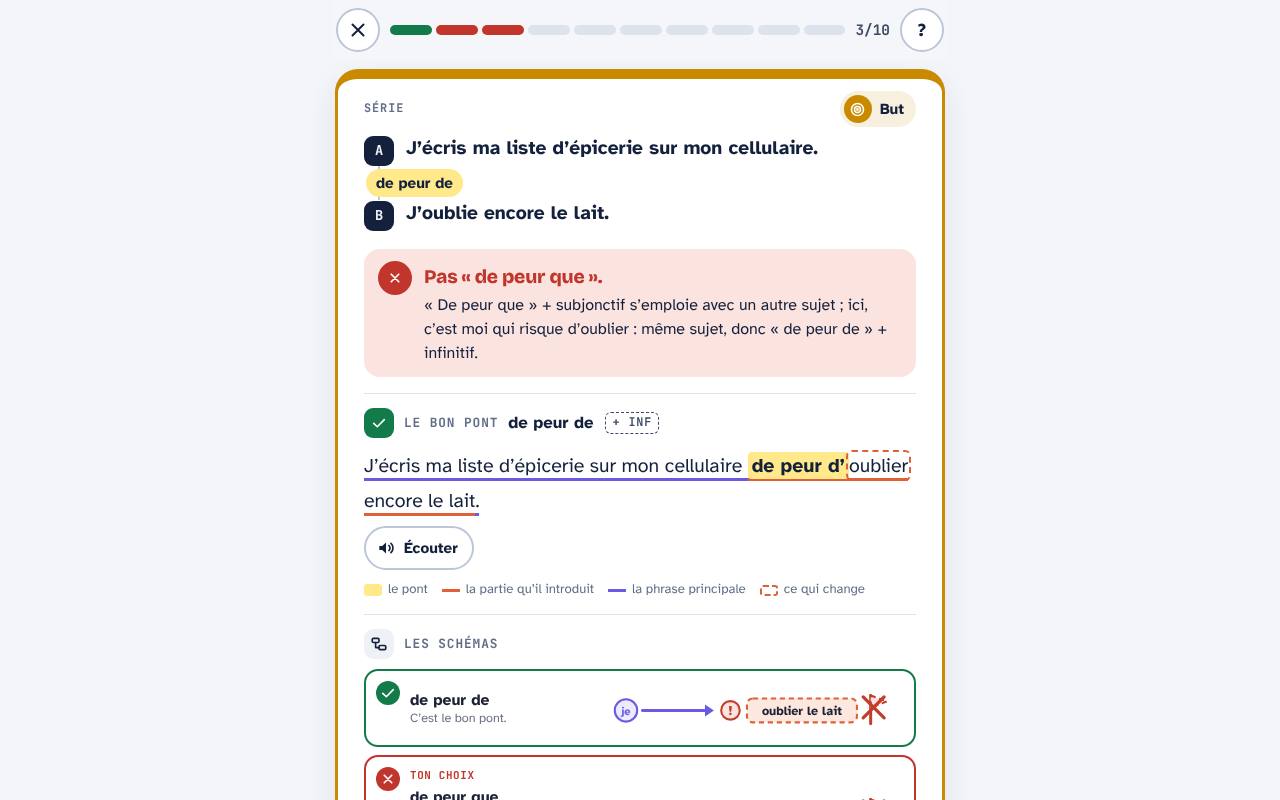 3/10
?
SÉRIE
But
A
J’écris ma liste d’épicerie sur mon cellulaire.
de peur de
B
J’oublie encore le lait.
Pas « de peur que ».
« De peur que » + subjonctif s’emploie avec un autre sujet ; ici,
c’est moi qui risque d’oublier : même sujet, donc « de peur de » +
infinitif.
LE BON PONT de peur de + INF
J’écris ma liste d’épicerie sur mon cellulaire de peur d’oublier
encore le lait.
Écouter
le pont la partie qu’il introduit la phrase principale ce qui change
LES SCHÉMAS
de peur de
C’est le bon pont.
je ! oublier le lait
TON CHOIX
de peur que